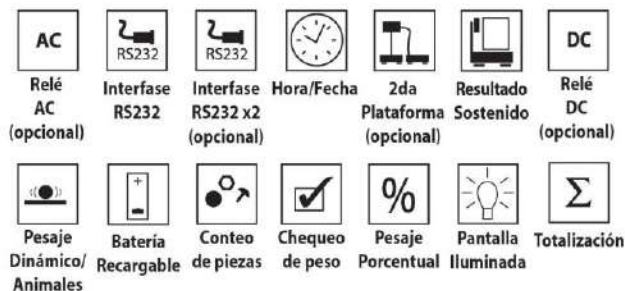 AC
Relé
AC
(opcional)
RS232
Interfase
RS232
RS232
Interfase
RS232 x2
(opcional)
Hora/Fecha
2da
Plataforma
(opcional)
Resultado
Sostenido
DC
Relé
DC
(opcional)
Pesaje
Dinámico/
Animales
+
-
Batería
Recargable
Conteo
de piezas
Chequeo
de peso
%
Pesaje
Porcentual
Pantalla
Iluminada
Σ
Totalización